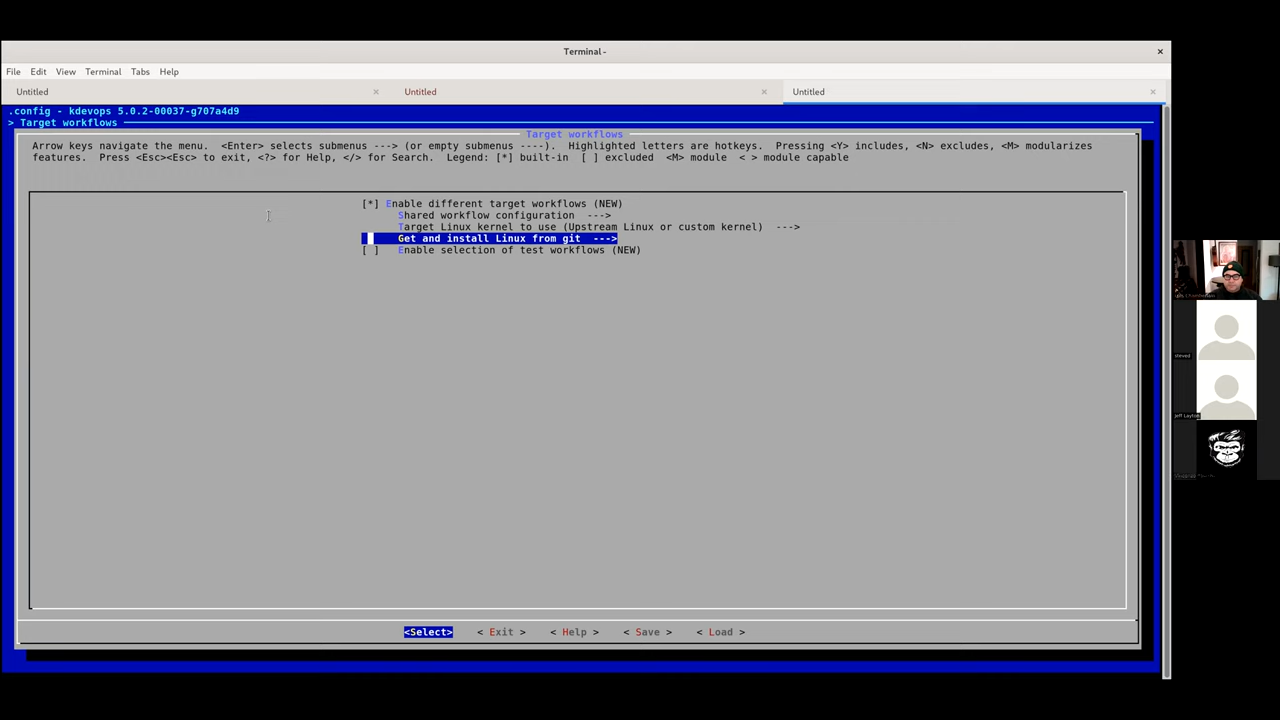 Terminal -
File Edit View Terminal Tabs Help
Untitled
Untitled
Untitled
.config - kdevops 5.0.2-00037-g707a4d9
> Target workflows
Target workflows
Arrow keys navigate the menu. <Enter> selects submenus ---> (or empty submenus ----). Highlighted letters are hotkeys. Pressing <Y> includes, <N> excludes, <M> modularizes
features. Press <Esc><Esc> to exit, <?> for Help, </> for Search. Legend: [*] built-in [ ] excluded <M> module < > module capable
[*] Enable different target workflows (NEW)
Shared workflow configuration --->
Target Linux kernel to use (Upstream Linux or custom kernel) --->
Get and install Linux from git --->
[ ] Enable selection of test workflows (NEW)
<Select> < Exit > < Help > < Save > < Load >
steved
Jeff Layton